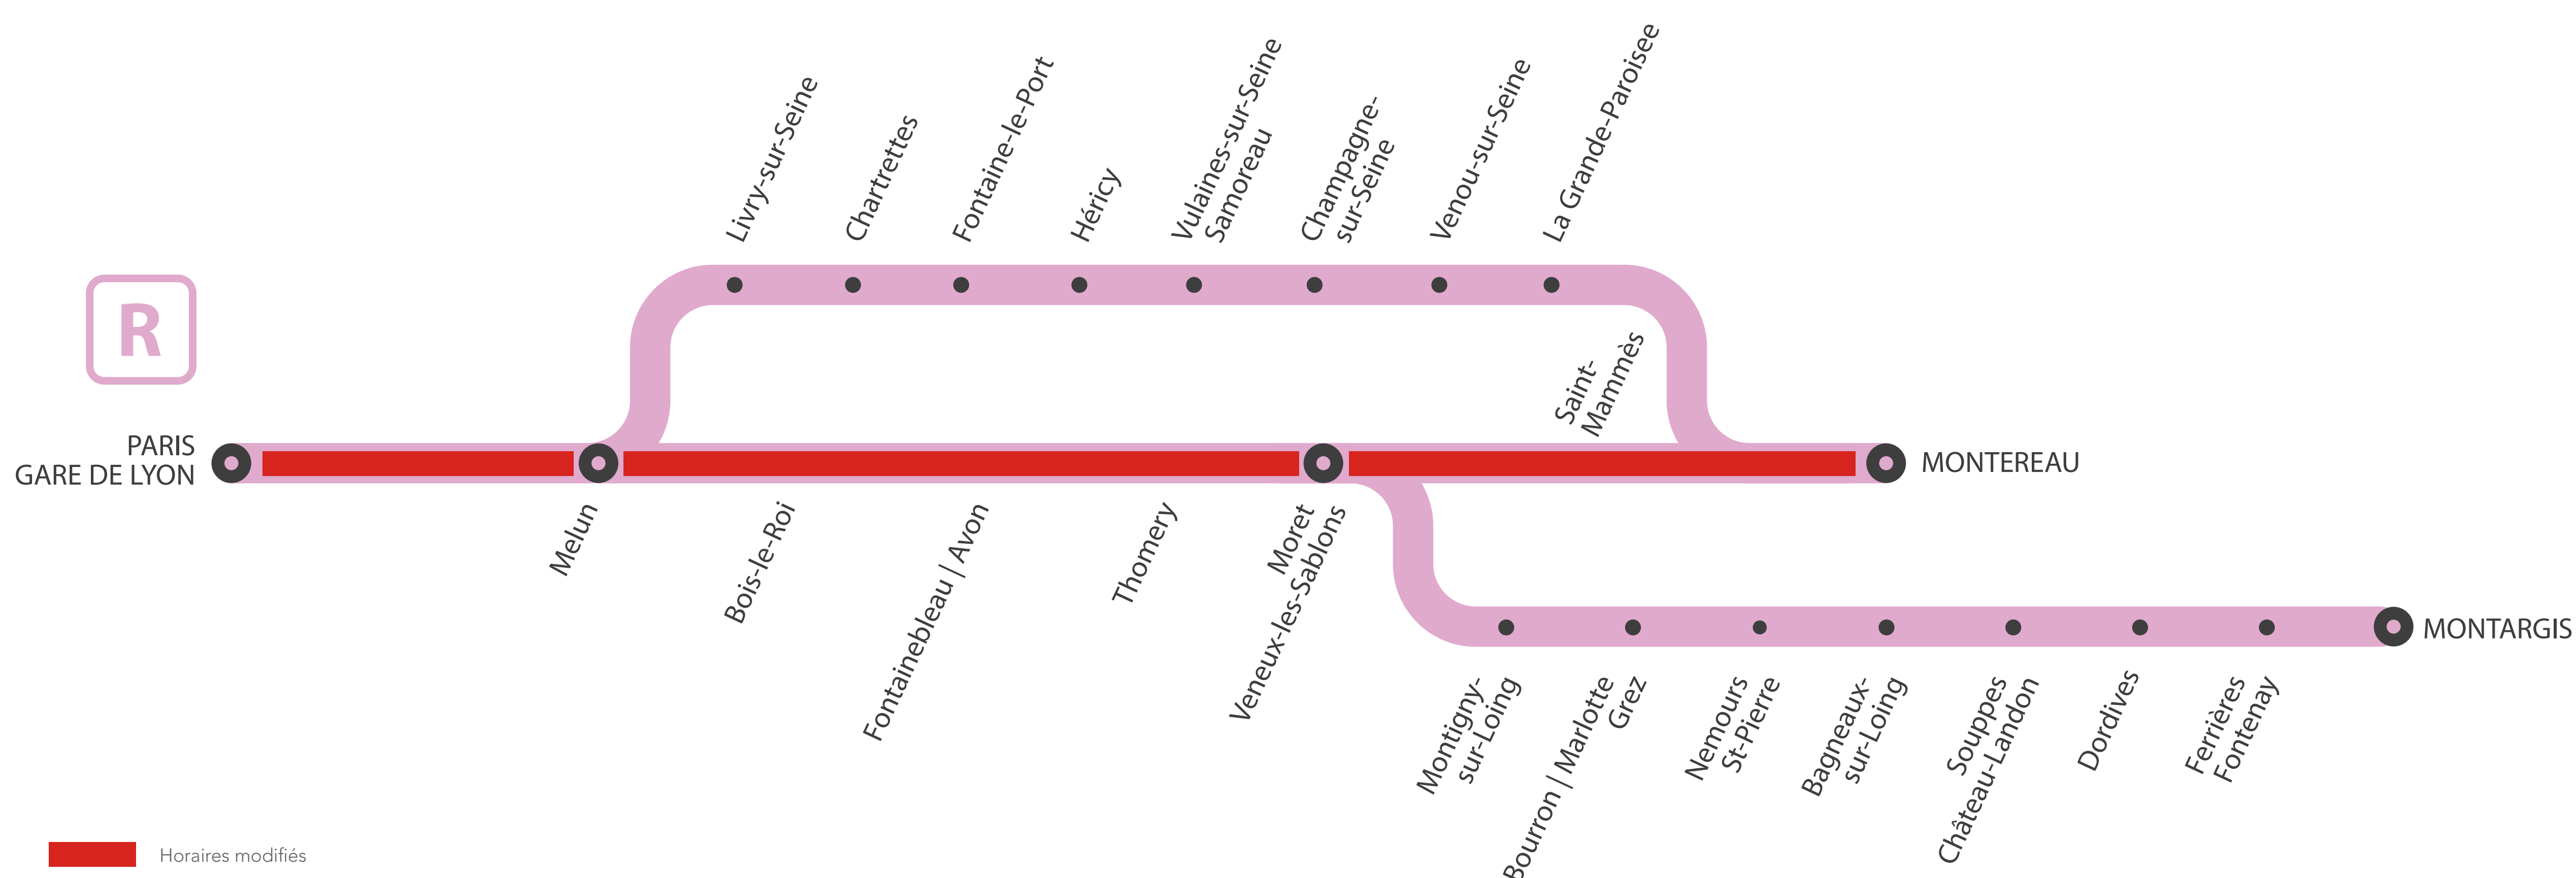 Livry-sur-Seine
Chartrettes
Fontaine-le-Port
Héricy
Vulaines-sur-Seine
Samoreau
Champagne-
sur-Seine
Venou-sur-Seine
La Grande-Paroisee
R
PARIS
GARE DE LYON
Saint-
Mammès
MONTEREAU
Melun
Bois-le-Roi
Fontainebleau | Avon
Thomery
Moret
Veneux-les-Sablons
MONTARGIS
Montigny-
sur-Loing
Bourron | Marlotte
Grez
Nemours
St-Pierre
Bagneaux-
sur-Loing
Souppes
Château-Landon
Dordives
Ferrières
Fontenay
Horaires modifiés